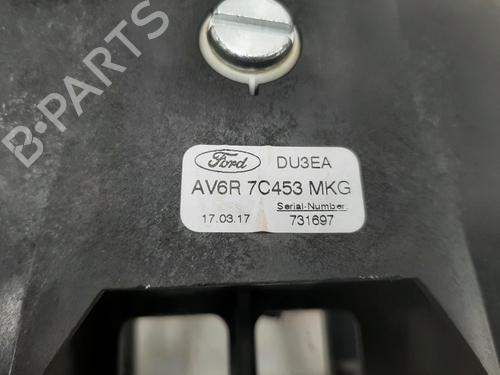 B-PARTS
Ford DU3EA
AV6R 7C453 MKG
17.03.17 Serial-Number
731697